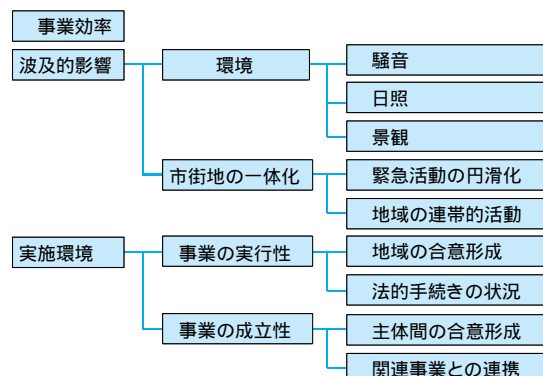 事業効率
波及的影響
環境
騒音
日照
景観
市街地の一体化
緊急活動の円滑化
地域の連帯的活動
実施環境
事業の実行性
地域の合意形成
法的手続きの状況
事業の成立性
主体間の合意形成
関連事業との連携